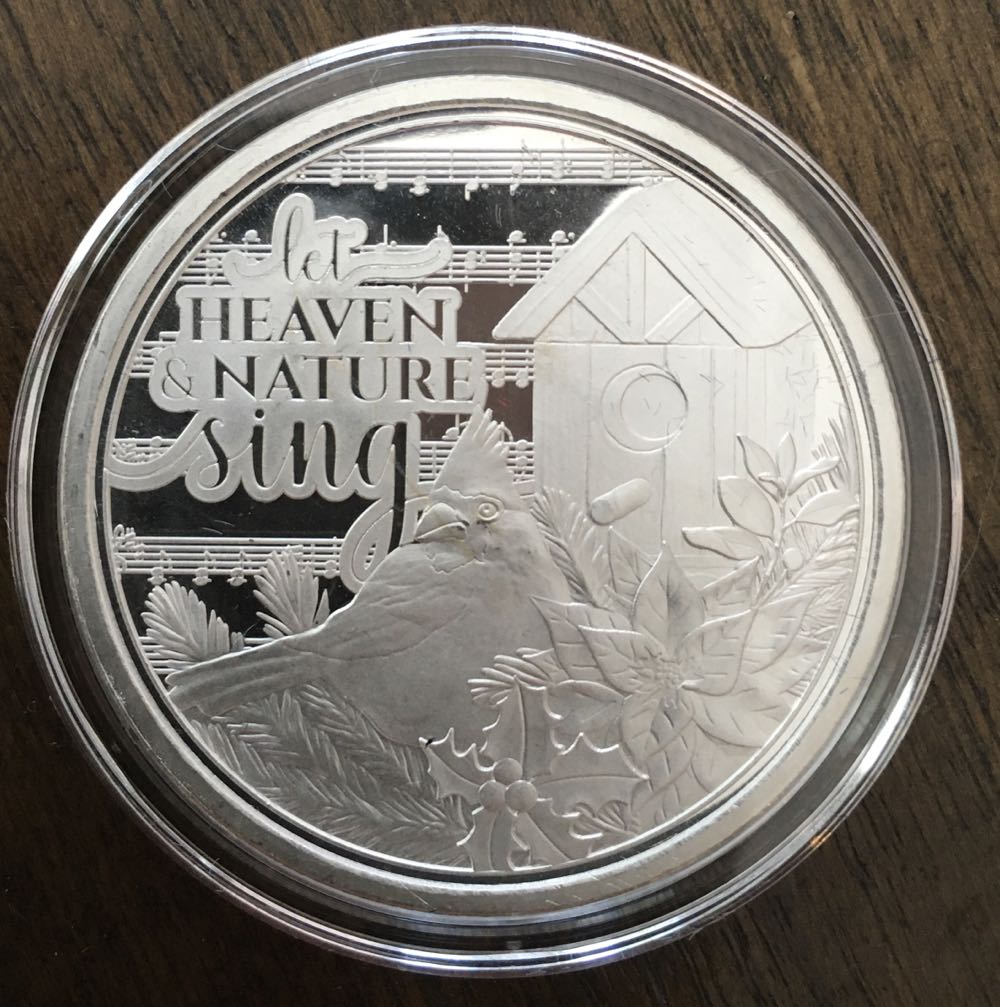 let
HEAVEN
& NATURE
sing